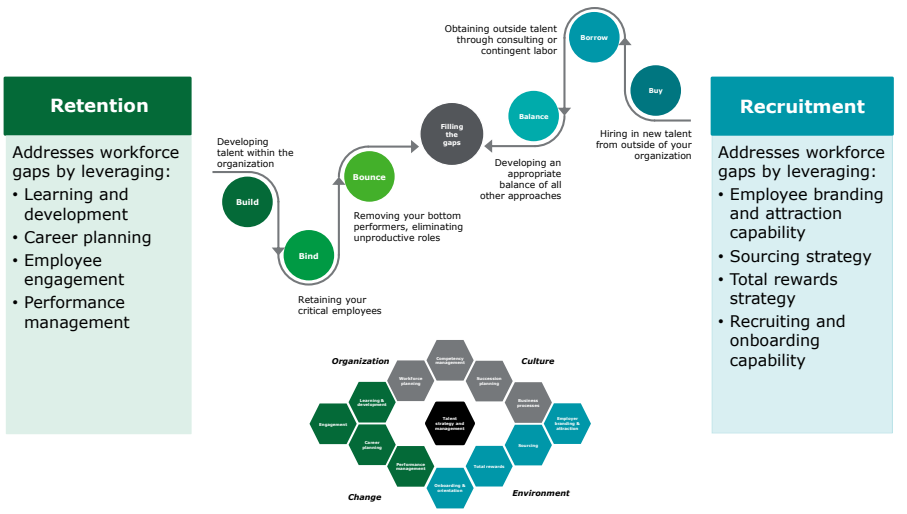 Retention
Addresses workforce
gaps by leveraging:
• Learning and
development
• Career planning
• Employee
engagement
• Performance
management
Developing
talent within the
organization
Build
Bind
Retaining your
critical employees
Bounce
Removing your bottom
performers, eliminating
unproductive roles
Filling
the
gaps
Balance
Developing an
appropriate
balance of all
other approaches
Obtaining outside talent
through consulting or
contingent labor
Borrow
Buy
Hiring in new talent
from outside of your
organization
Recruitment
Addresses workforce
gaps by leveraging:
• Employee branding
and attraction
capability
• Sourcing strategy
• Total rewards
strategy
• Recruiting and
onboarding
capability
Organization
Culture
Change
Environment
Competency
management
Workforce
planning
Succession
planning
Learning &
development
Business
processes
Engagement
Talent
strategy and
management
Employer
branding &
attraction
Career
planning
Sourcing
Performance
management
Total rewards
Onboarding &
orientation